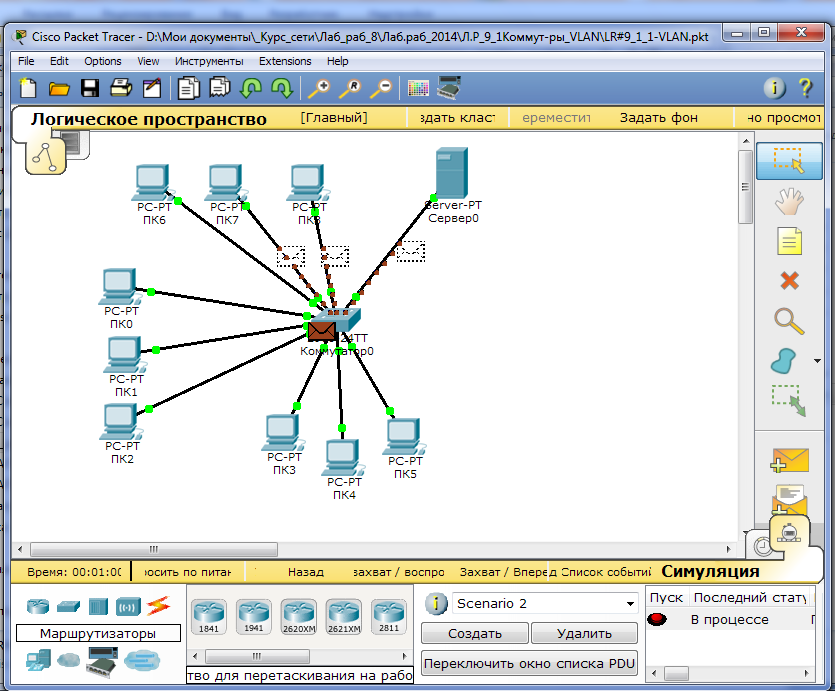 Cisco Packet Tracer - D:\Мои документы\_Курс_сети\Лаб_раб_8\Лаб.раб_2014\Л.Р_9_1Коммут-ры_VLAN\LR#9_1_1-VLAN.pkt
File Edit Options View Инструменты Extensions Help
Логическое пространство [Главный] здать клас ереместит Задать фон но просмот
PC-PT PC-PT PC-PT Server-PT
ПК6 ПК7 ПК8 Сервер0
PC-PT
ПК0
24TT
Коммутатор0
PC-PT
ПК1
PC-PT
ПК2
PC-PT
ПК3
PC-PT
ПК4
PC-PT
ПК5
Время: 00:01:00 росить по питан Назад захват / воспро Захват / Вперед Список событий Симуляция
Маршрутизаторы
1841 1941 2620XM 2621XM 2811
тво для перетаскивания на рабо
Scenario 2
Создать Удалить
Переключить окно списка PDU
Пуск Последний стату
В процессе